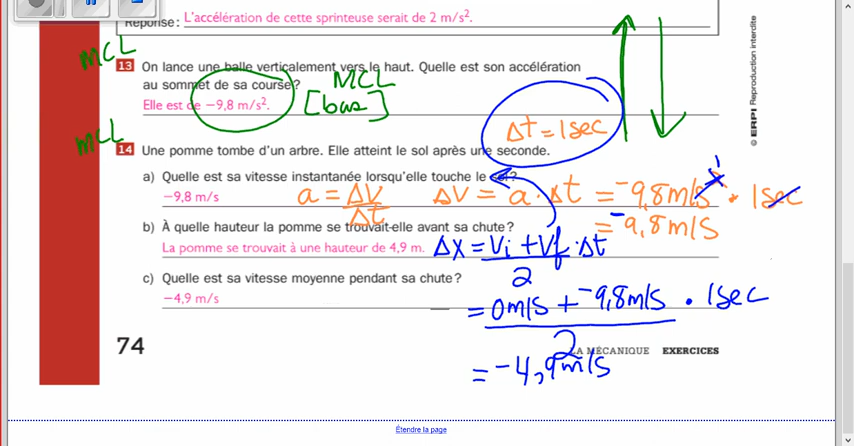 Réponse : L'accélération de cette sprinteuse serait de 2 m/s².
MCL
13 On lance une balle verticalement vers le haut. Quelle est son accélération
au sommet de sa course?
MCL
Elle est de −9,8 m/s².
[bas]
Δt = 1sec
MCL
14 Une pomme tombe d'un arbre. Elle atteint le sol après une seconde.
a) Quelle est sa vitesse instantanée lorsqu'elle touche le sol?
−9,8 m/s
a = ΔV/Δt ΔV = a · Δt = -9,8m/s² · 1sec
= -9,8m/s
b) À quelle hauteur la pomme se trouvait-elle avant sa chute?
La pomme se trouvait à une hauteur de 4,9 m.
Δx = Vi + Vf · Δt
2
c) Quelle est sa vitesse moyenne pendant sa chute?
−4,9 m/s
= 0m/s + -9,8m/s · 1sec
2
= -4,9m/s
74
LA MÉCANIQUE EXERCICES
© ERPI Reproduction interdite
Étendre la page